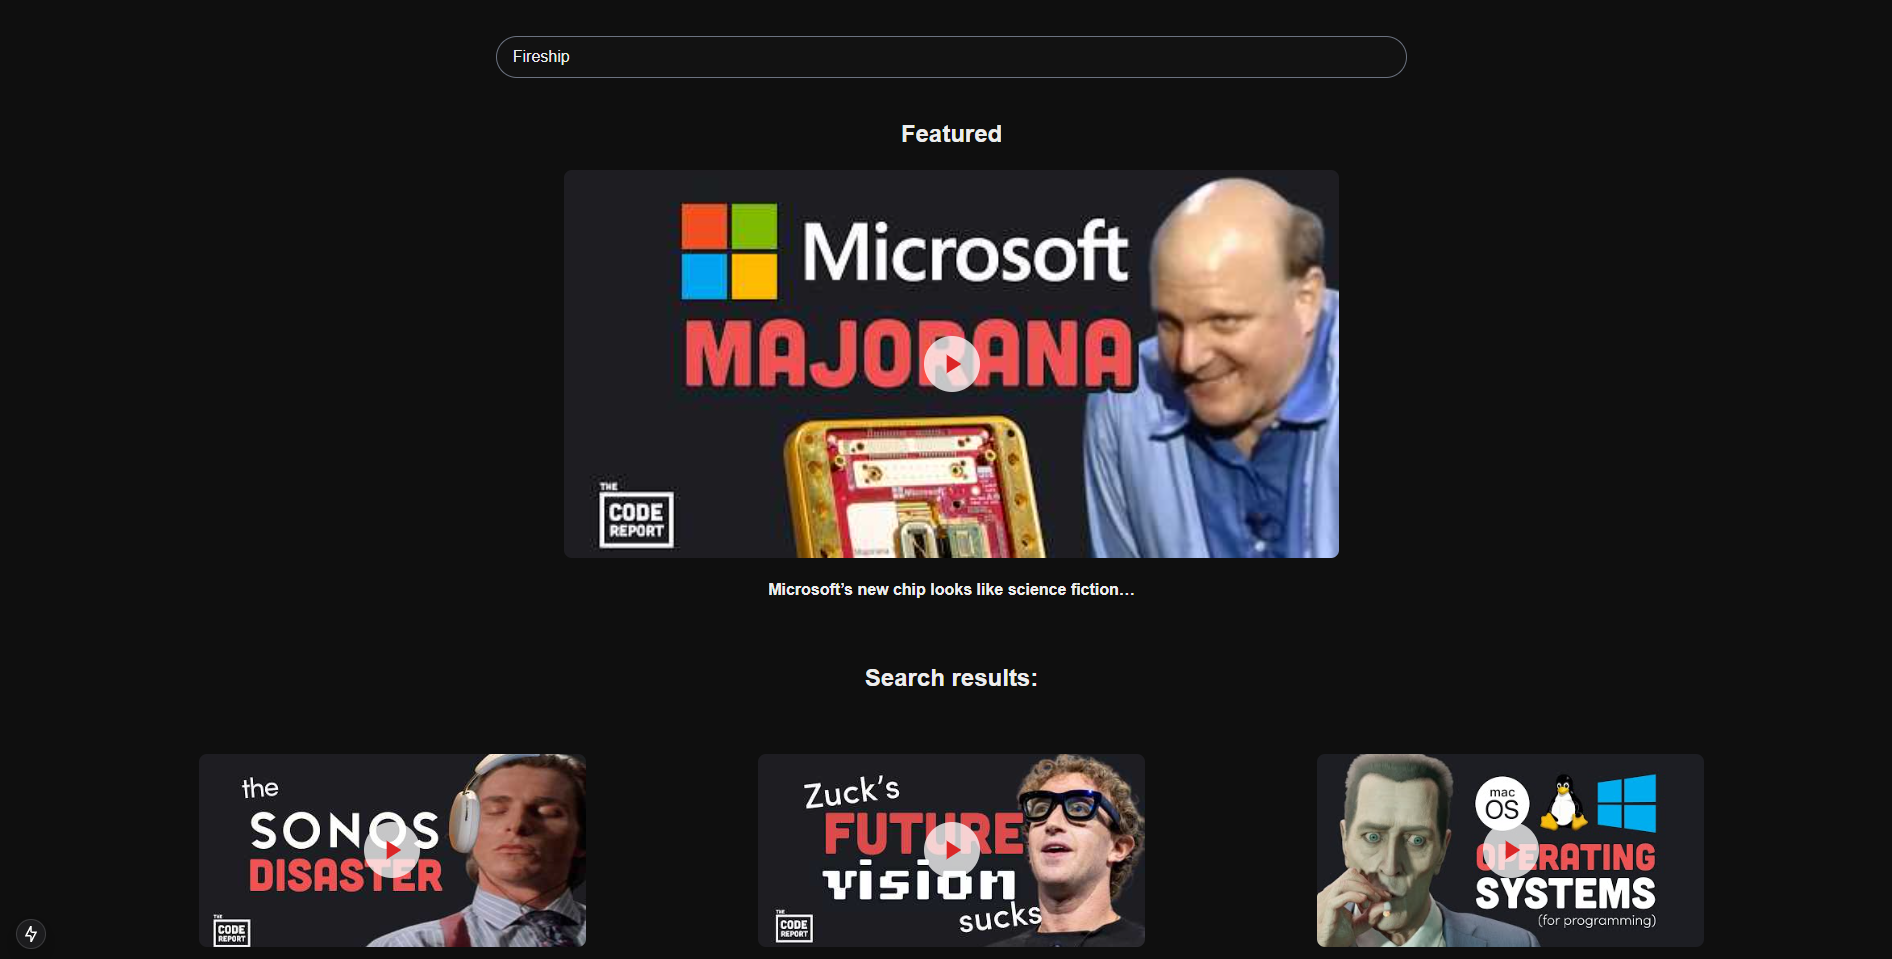 Fireship
Featured
Microsoft
MAJORANA
THE
CODE
REPORT
Microsoft’s new chip looks like science fiction…
Search results:
the
SONOS
DISASTER
THE
CODE
REPORT
Zuck's
FUTURE
vision
sucks
THE
CODE
REPORT
mac
OS
OPERATING
SYSTEMS
(for programming)